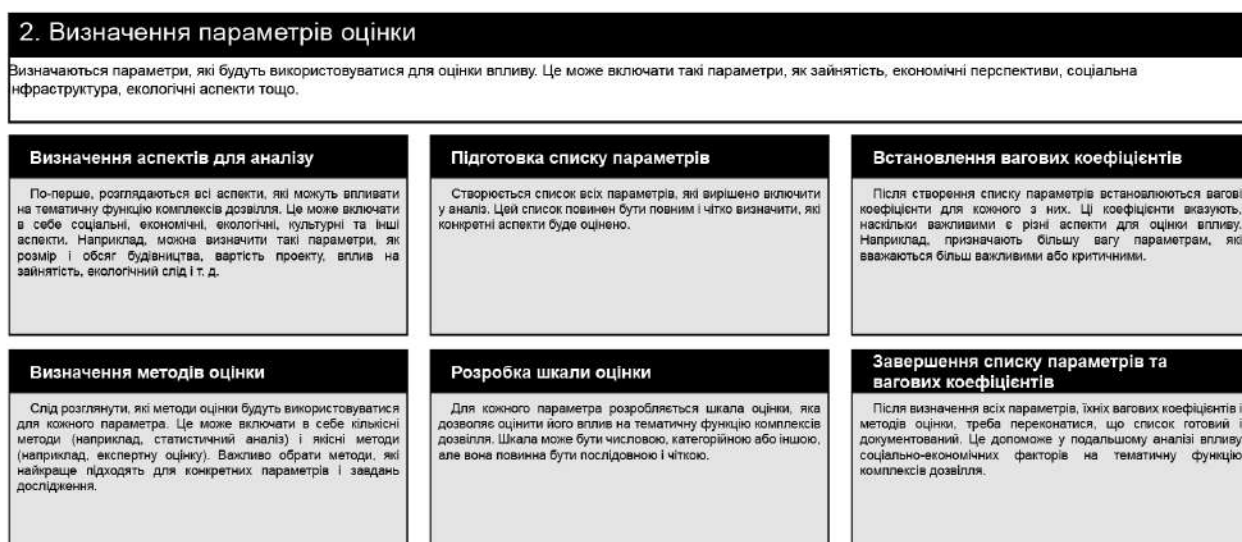 2. Визначення параметрів оцінки
Визначаються параметри, які будуть використовуватися для оцінки впливу. Це може включати такі параметри, як зайнятість, економічні перспективи, соціальна
нфраструктура, екологічні аспекти тощо.
Визначення аспектів для аналізу
По-перше, розглядаються всі аспекти, які можуть впливати
на тематичну функцію комплексів дозвілля. Це може включати
в себе соціальні, економічні, екологічні, культурні та інші
аспекти. Наприклад, можна визначити такі параметри, як
розмір і обсяг будівництва, вартість проекту, вплив на
зайнятість, екологічний слід і т. д.
Підготовка списку параметрів
Створюється список всіх параметрів, які вирішено включити
у аналіз. Цей список повинен бути повним і чітко визначити, які
конкретні аспекти буде оцінено.
Встановлення вагових коефіцієнтів
Після створення списку параметрів встановлюються вагові
коефіцієнти для кожного з них. Ці коефіцієнти вказують,
наскільки важливими є різні аспекти для оцінки впливу.
Наприклад, призначають більшу вагу параметрам, які
вважаються більш важливими або критичними.
Визначення методів оцінки
Слід розглянути, які методи оцінки будуть використовуватися
для кожного параметра. Це може включати в себе кількісні
методи (наприклад, статистичний аналіз) і якісні методи
(наприклад, експертну оцінку). Важливо обрати методи, які
найкраще підходять для конкретних параметрів і завдань
дослідження.
Розробка шкали оцінки
Для кожного параметра розробляється шкала оцінки, яка
дозволяє оцінити його вплив на тематичну функцію комплексів
дозвілля. Шкала може бути числовою, категорійною або іншою,
але вона повинна бути послідовною і чіткою.
Завершення списку параметрів та
вагових коефіцієнтів
Після визначення всіх параметрів, їхніх вагових коефіцієнтів і
методів оцінки, треба переконатися, що список готовий і
документований. Це допоможе у подальшому аналізі впливу
соціально-економічних факторів на тематичну функцію
комплексів дозвілля.